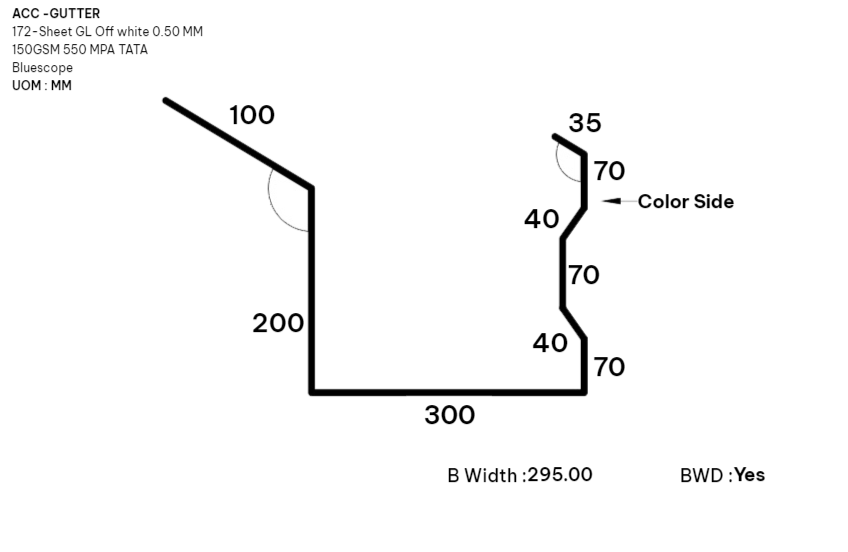 ACC -GUTTER
172-Sheet GL Off white 0.50 MM
150GSM 550 MPA TATA
Bluescope
UOM : MM
100
35
70
Color Side
40
70
200
40
70
300
B Width :295.00
BWD :Yes